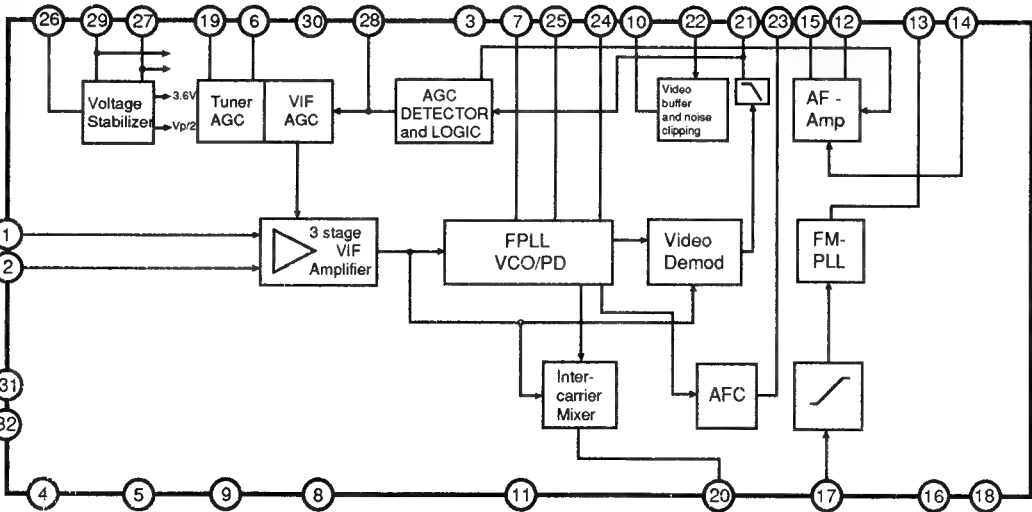 26 29 27 19 6 30 28 3 7 25 24 10 22 21 23 15 12 13 14
3.6V
Vp/2
Voltage
Stabilizer
Tuner
AGC
VIF
AGC
AGC
DETECTOR
and LOGIC
Video
buffer
and noise
clipping
AF -
Amp
1
2
3 stage
VIF
Amplifier
FPLL
VCO/PD
Video
Demod
FM-
PLL
31
32
Inter-
carrier
Mixer
AFC
4 5 9 8 11 20 17 16 18